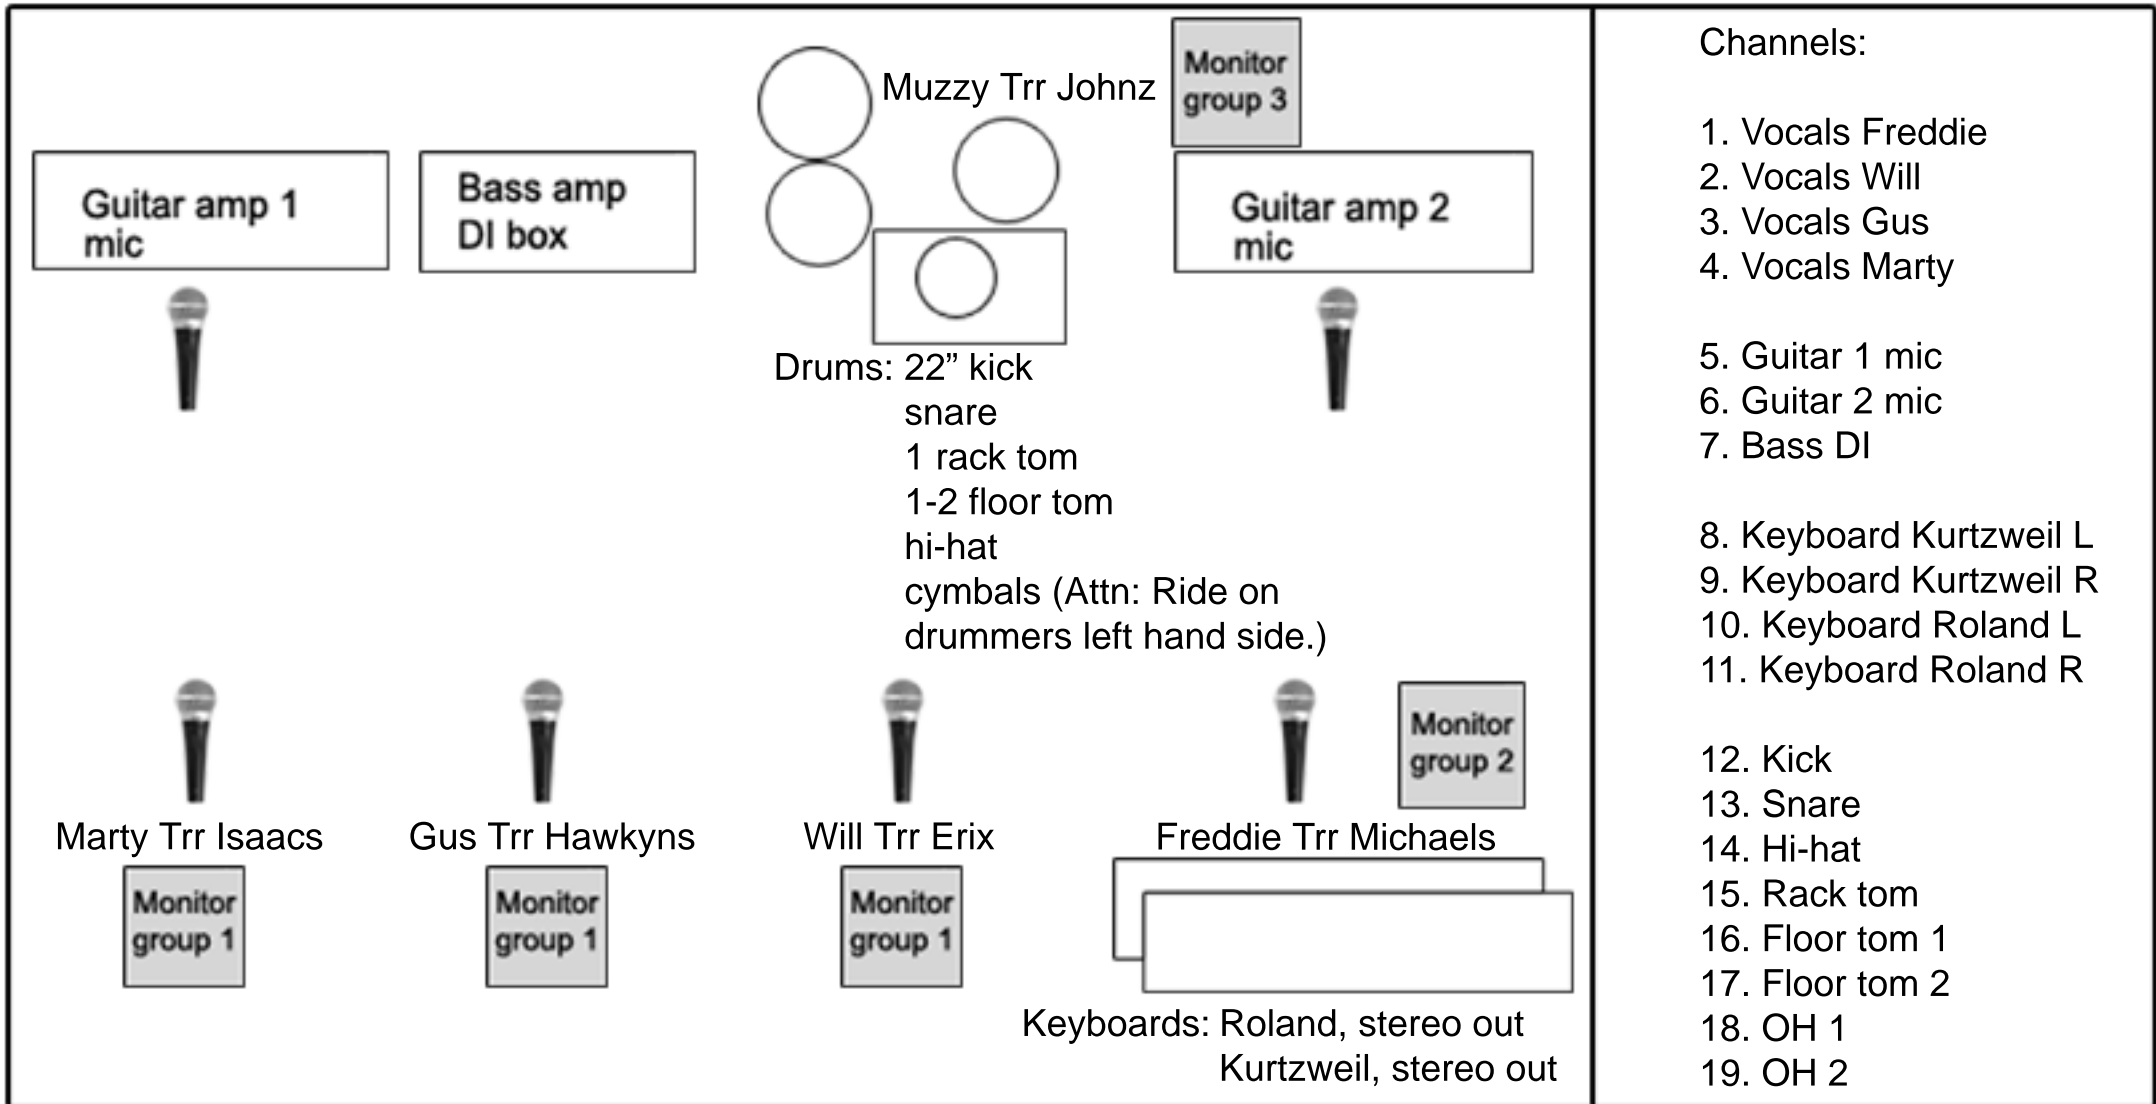 Muzzy Trr Johnz
Monitor
group 3
Guitar amp 1
mic
Bass amp
DI box
Guitar amp 2
mic
Drums: 22” kick
snare
1 rack tom
1-2 floor tom
hi-hat
cymbals (Attn: Ride on
drummers left hand side.)
Monitor
group 2
Marty Trr Isaacs
Gus Trr Hawkyns
Will Trr Erix
Freddie Trr Michaels
Monitor
group 1
Monitor
group 1
Monitor
group 1
Keyboards: Roland, stereo out
Kurtzweil, stereo out
Channels:
1. Vocals Freddie
2. Vocals Will
3. Vocals Gus
4. Vocals Marty
5. Guitar 1 mic
6. Guitar 2 mic
7. Bass DI
8. Keyboard Kurtzweil L
9. Keyboard Kurtzweil R
10. Keyboard Roland L
11. Keyboard Roland R
12. Kick
13. Snare
14. Hi-hat
15. Rack tom
16. Floor tom 1
17. Floor tom 2
18. OH 1
19. OH 2